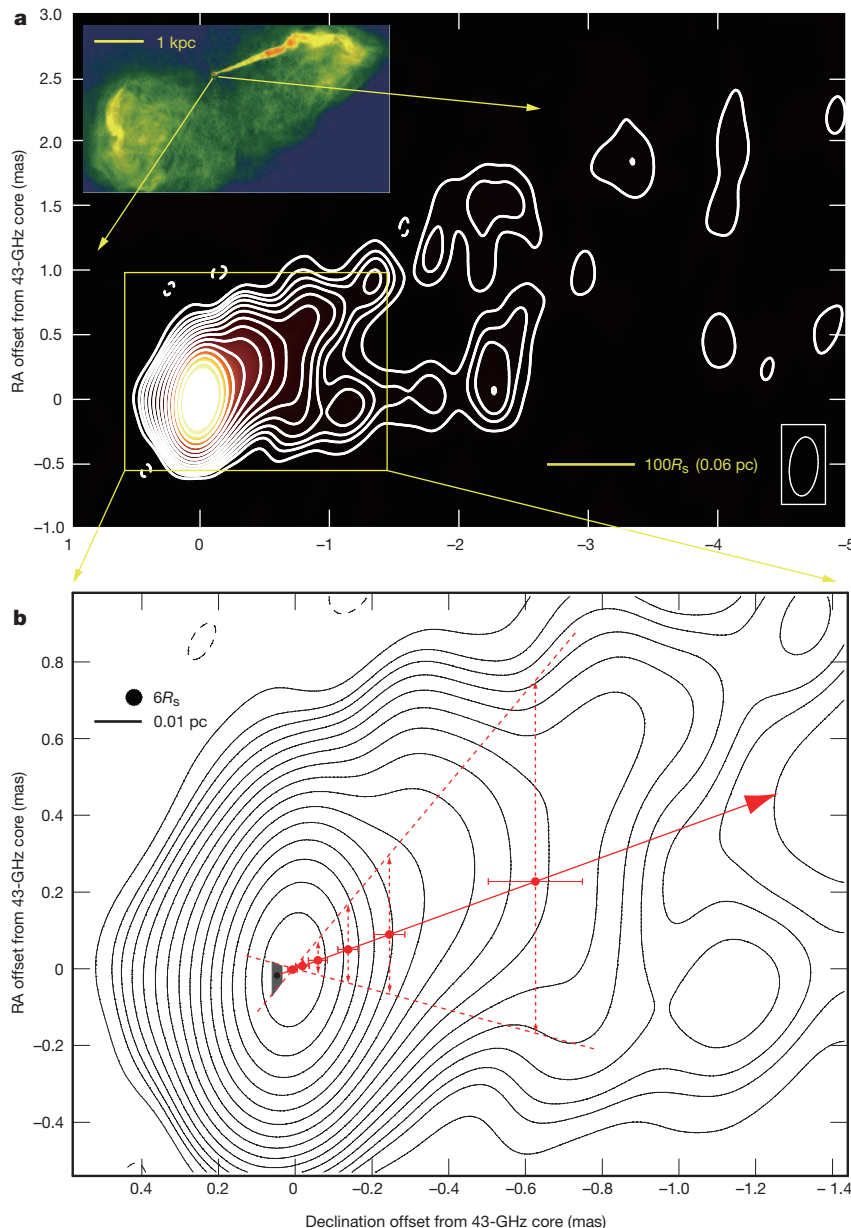 a
1 kpc
3.0
2.5
2.0
1.5
1.0
0.5
0
−0.5
−1.0
RA offset from 43-GHz core (mas)
100Rs (0.06 pc)
1 0 −1 −2 −3 −4 −5
b
6Rs
0.01 pc
0.8
0.6
0.4
0.2
0
−0.2
−0.4
RA offset from 43-GHz core (mas)
0.4 0.2 0 −0.2 −0.4 −0.6 −0.8 −1.0 −1.2 −1.4
Declination offset from 43-GHz core (mas)